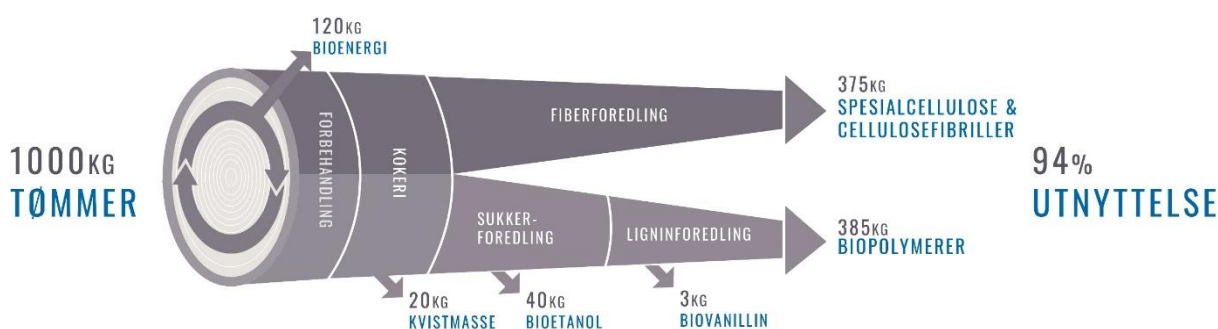 120KG
BIOENERGI
1000KG
TØMMER
FORBEHANDLING
KOKERI
FIBERFOREDLING
375KG
SPESIALCELLULOSE &
CELLULOSEFIBRILLER
94%
UTNYTTELSE
SUKKER-
FOREDLING
LIGNINFOREDLING
385KG
BIOPOLYMERER
20KG
KVISTMASSE
40KG
BIOETANOL
3KG
BIOVANILLIN